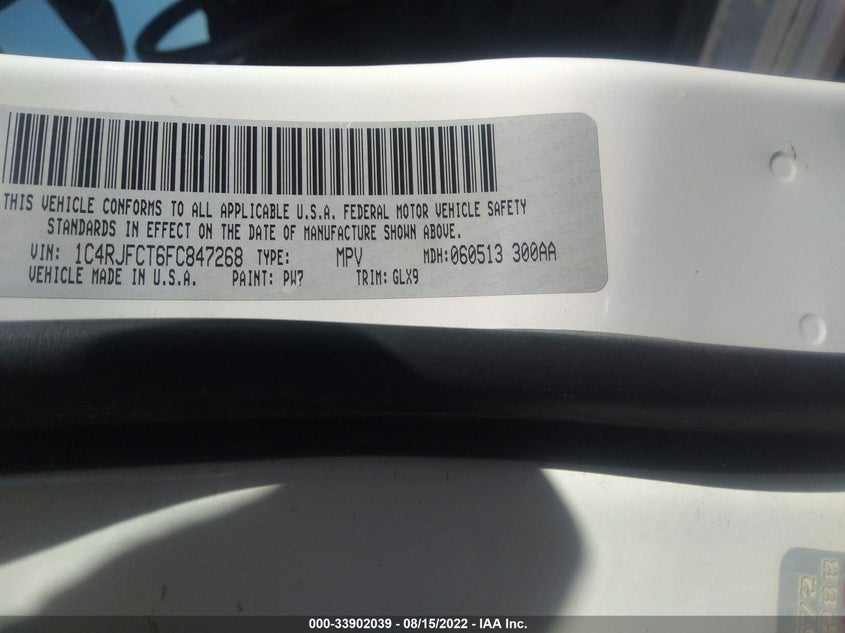 THIS VEHICLE CONFORMS TO ALL APPLICABLE U.S.A. FEDERAL MOTOR VEHICLE SAFETY
STANDARDS IN EFFECT ON THE DATE OF MANUFACTURE SHOWN ABOVE.
VIN: 1C4RJFCT6FC847268 TYPE: MPV MDH: 060513 300AA
VEHICLE MADE IN U.S.A. PAINT: PW7 TRIM: GLX9
000-33902039 - 08/15/2022 - IAA Inc.